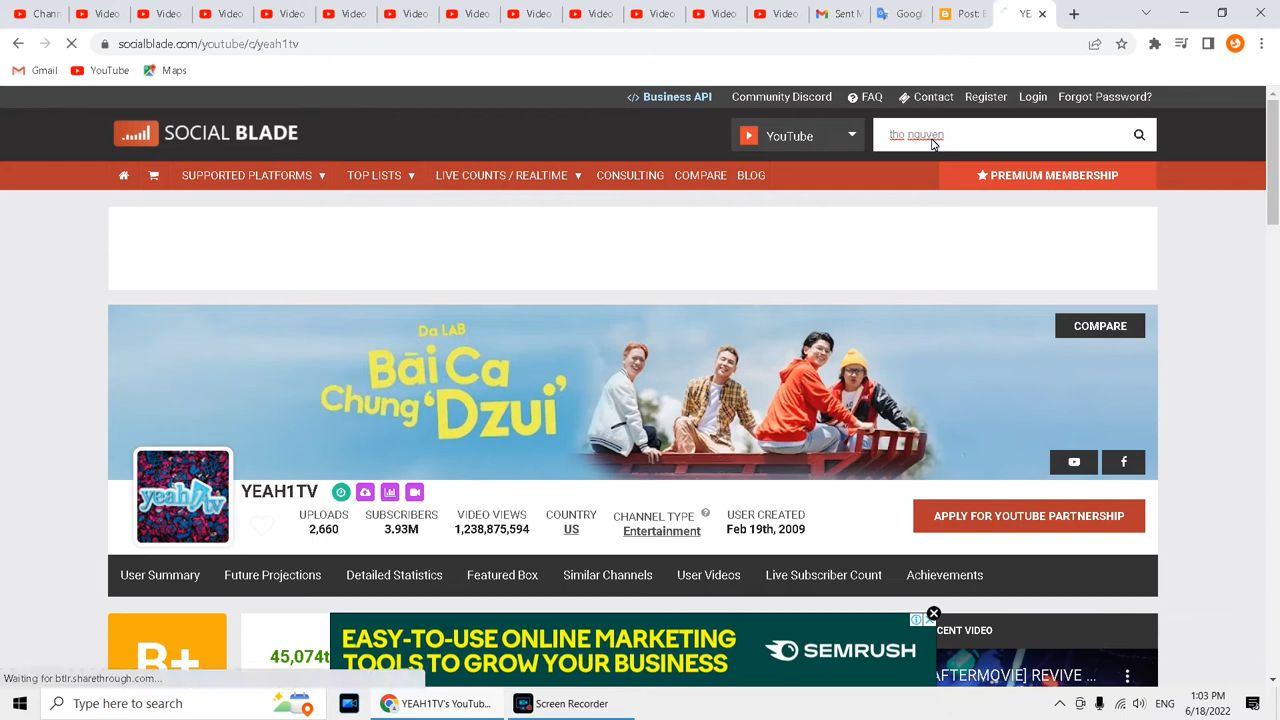 Chann
Video
Video
Video
Video
Video
Video
Video
Video
Video
Video
Video
Video
Sent M
Googl
Post: E
YEA
socialblade.com/youtube/c/yeah1tv
Gmail
YouTube
Maps
</> Business API
Community Discord
FAQ
Contact
Register
Login
Forgot Password?
SOCIAL BLADE
YouTube
tho nguyen
SUPPORTED PLATFORMS
TOP LISTS
LIVE COUNTS / REALTIME
CONSULTING
COMPARE
BLOG
PREMIUM MEMBERSHIP
COMPARE
Da LAB
Bài Ca
Chung 'Dzui'
yeah1tv
YEAH1TV
UPLOADS
2,660
SUBSCRIBERS
3.93M
VIDEO VIEWS
1,238,875,594
COUNTRY
US
CHANNEL TYPE
Entertainment
USER CREATED
Feb 19th, 2009
APPLY FOR YOUTUBE PARTNERSHIP
User Summary
Future Projections
Detailed Statistics
Featured Box
Similar Channels
User Videos
Live Subscriber Count
Achievements
B+
45,074t
EASY-TO-USE ONLINE MARKETING
TOOLS TO GROW YOUR BUSINESS
SEMRUSH
CENT VIDEO
AFTERMOVIE] REVIVE ...
Waiting for btlr.sharethrough.com...
Type here to search
YEAH1TV's YouTub...
Screen Recorder
ENG
1:03 PM
6/18/2022